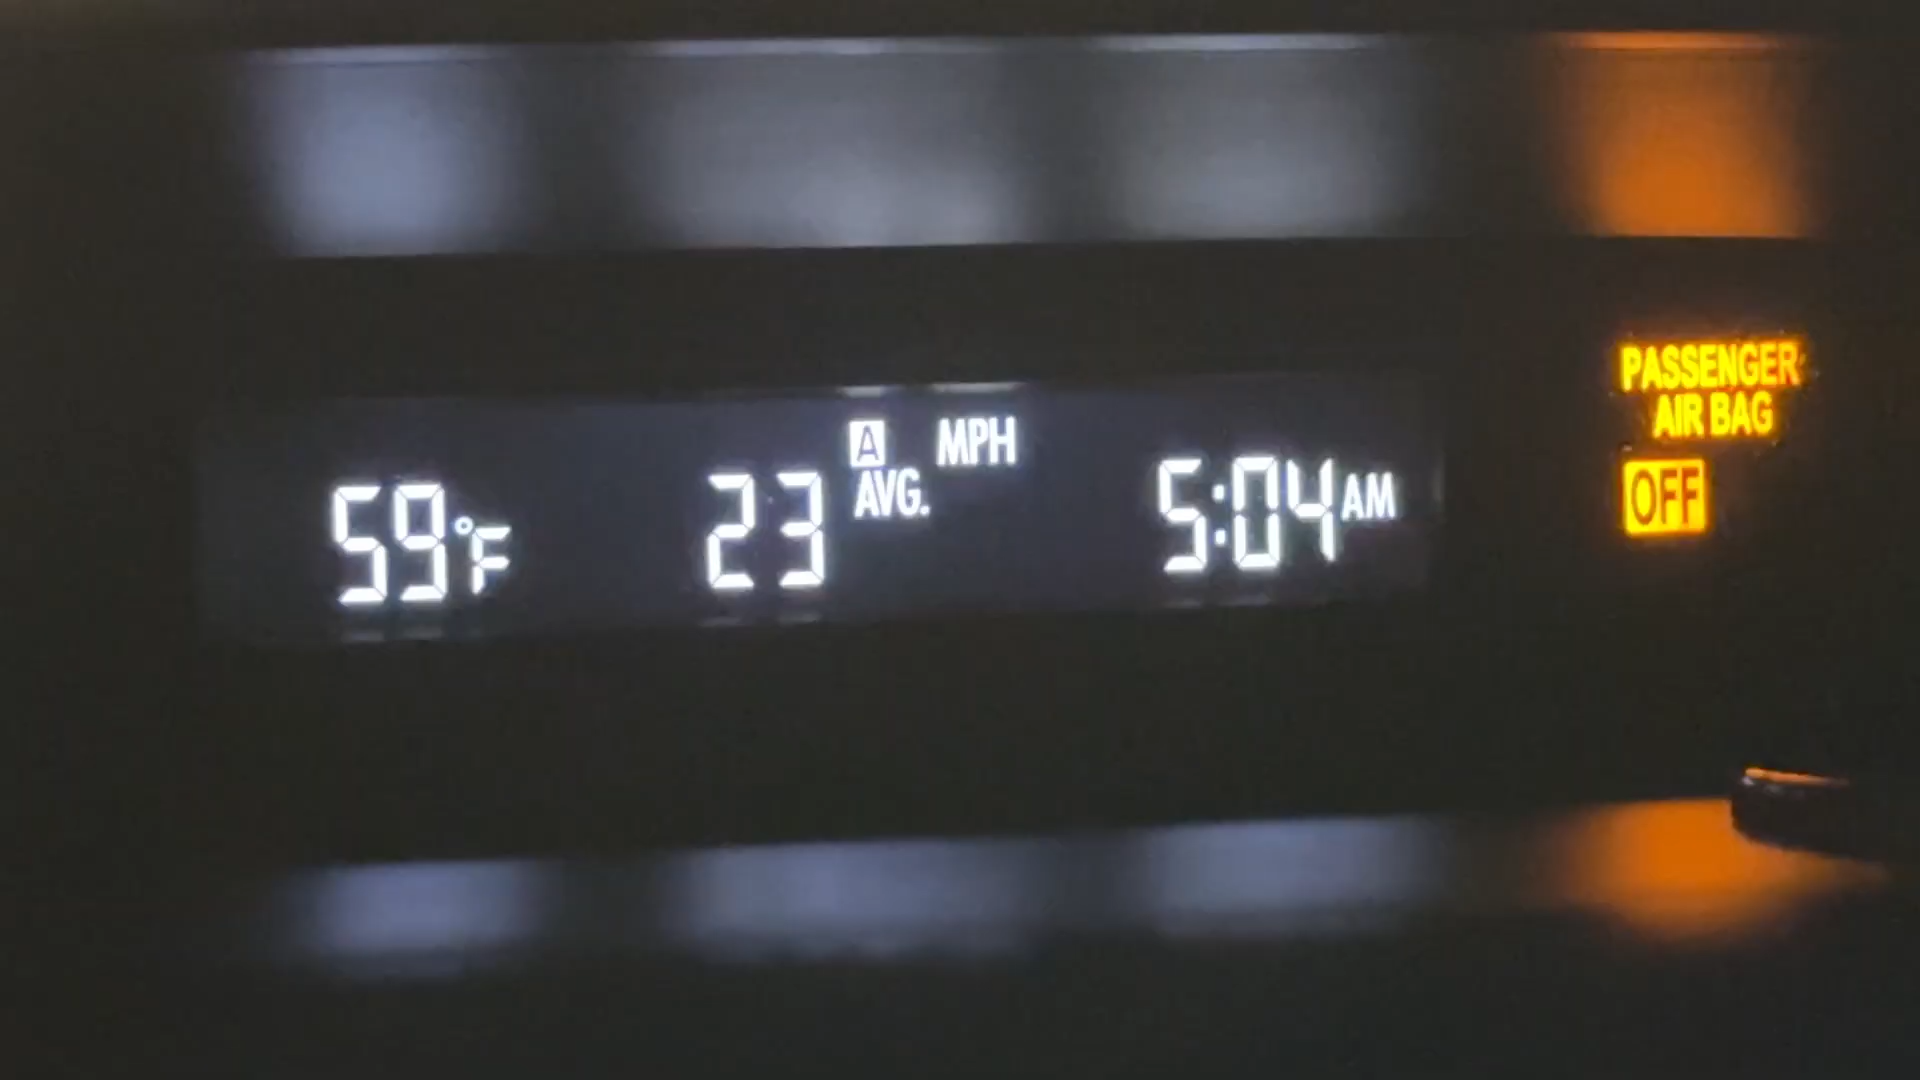 59°F
23 A AVG. MPH
5:04 AM
PASSENGER
AIR BAG
OFF